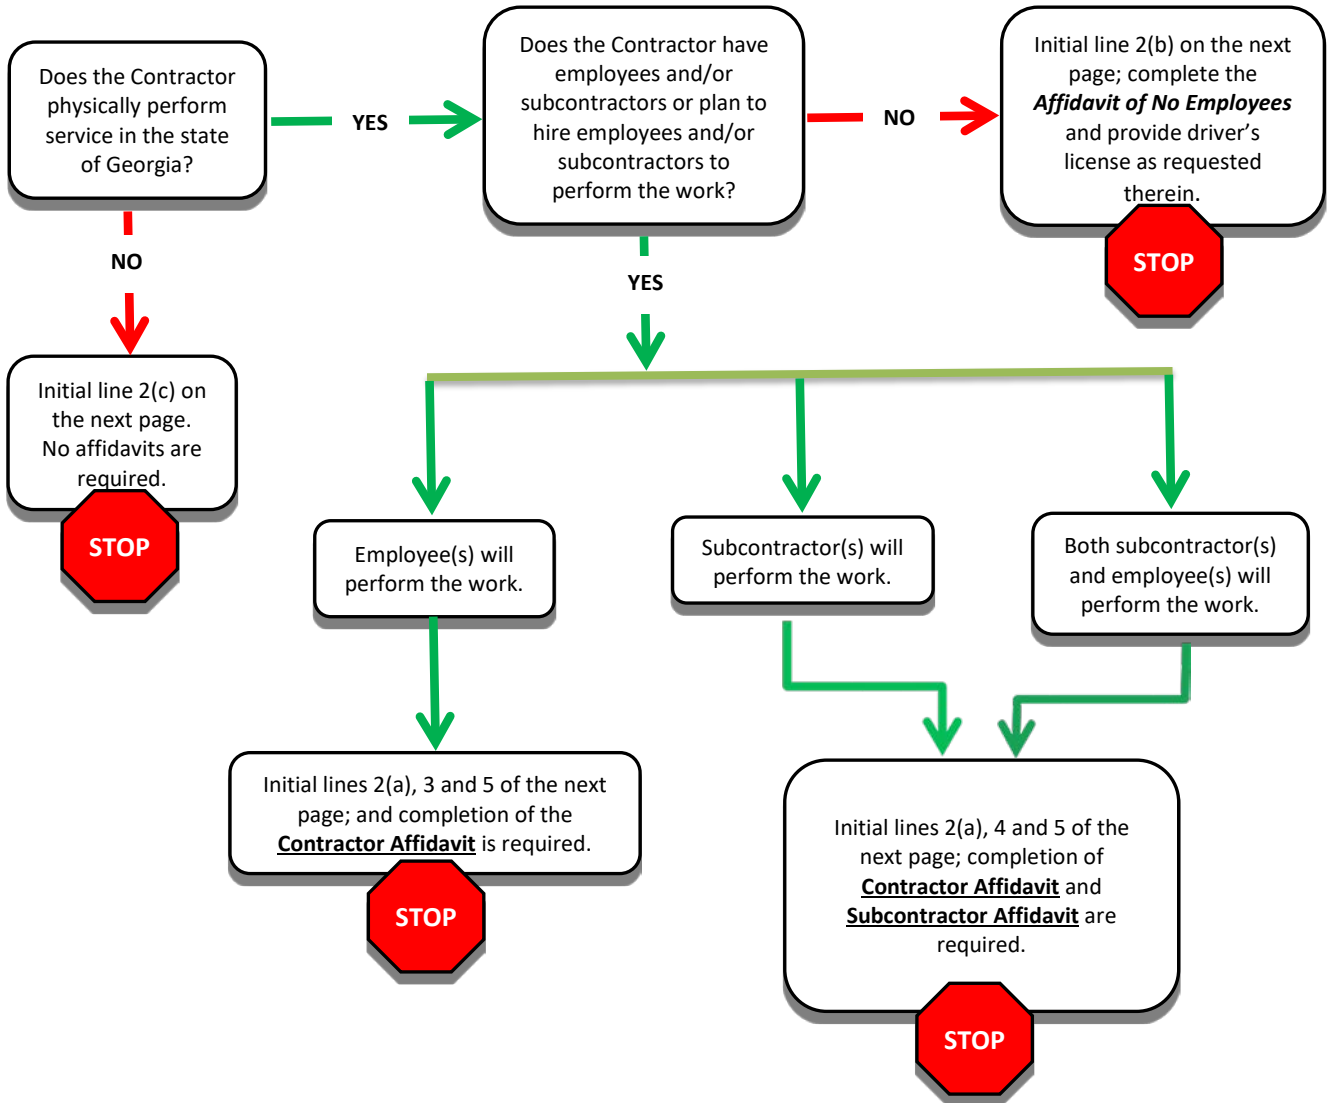 Does the Contractor
physically perform
service in the state
of Georgia?
YES
Does the Contractor have
employees and/or
subcontractors or plan to
hire employees and/or
subcontractors to
perform the work?
NO
Initial line 2(b) on the next
page; complete the
Affidavit of No Employees
and provide driver’s
license as requested
therein.
STOP
NO
YES
Initial line 2(c) on
the next page.
No affidavits are
required.
STOP
Employee(s) will
perform the work.
Subcontractor(s) will
perform the work.
Both subcontractor(s)
and employee(s) will
perform the work.
Initial lines 2(a), 3 and 5 of the next
page; and completion of the
Contractor Affidavit is required.
STOP
Initial lines 2(a), 4 and 5 of the
next page; completion of
Contractor Affidavit and
Subcontractor Affidavit are
required.
STOP